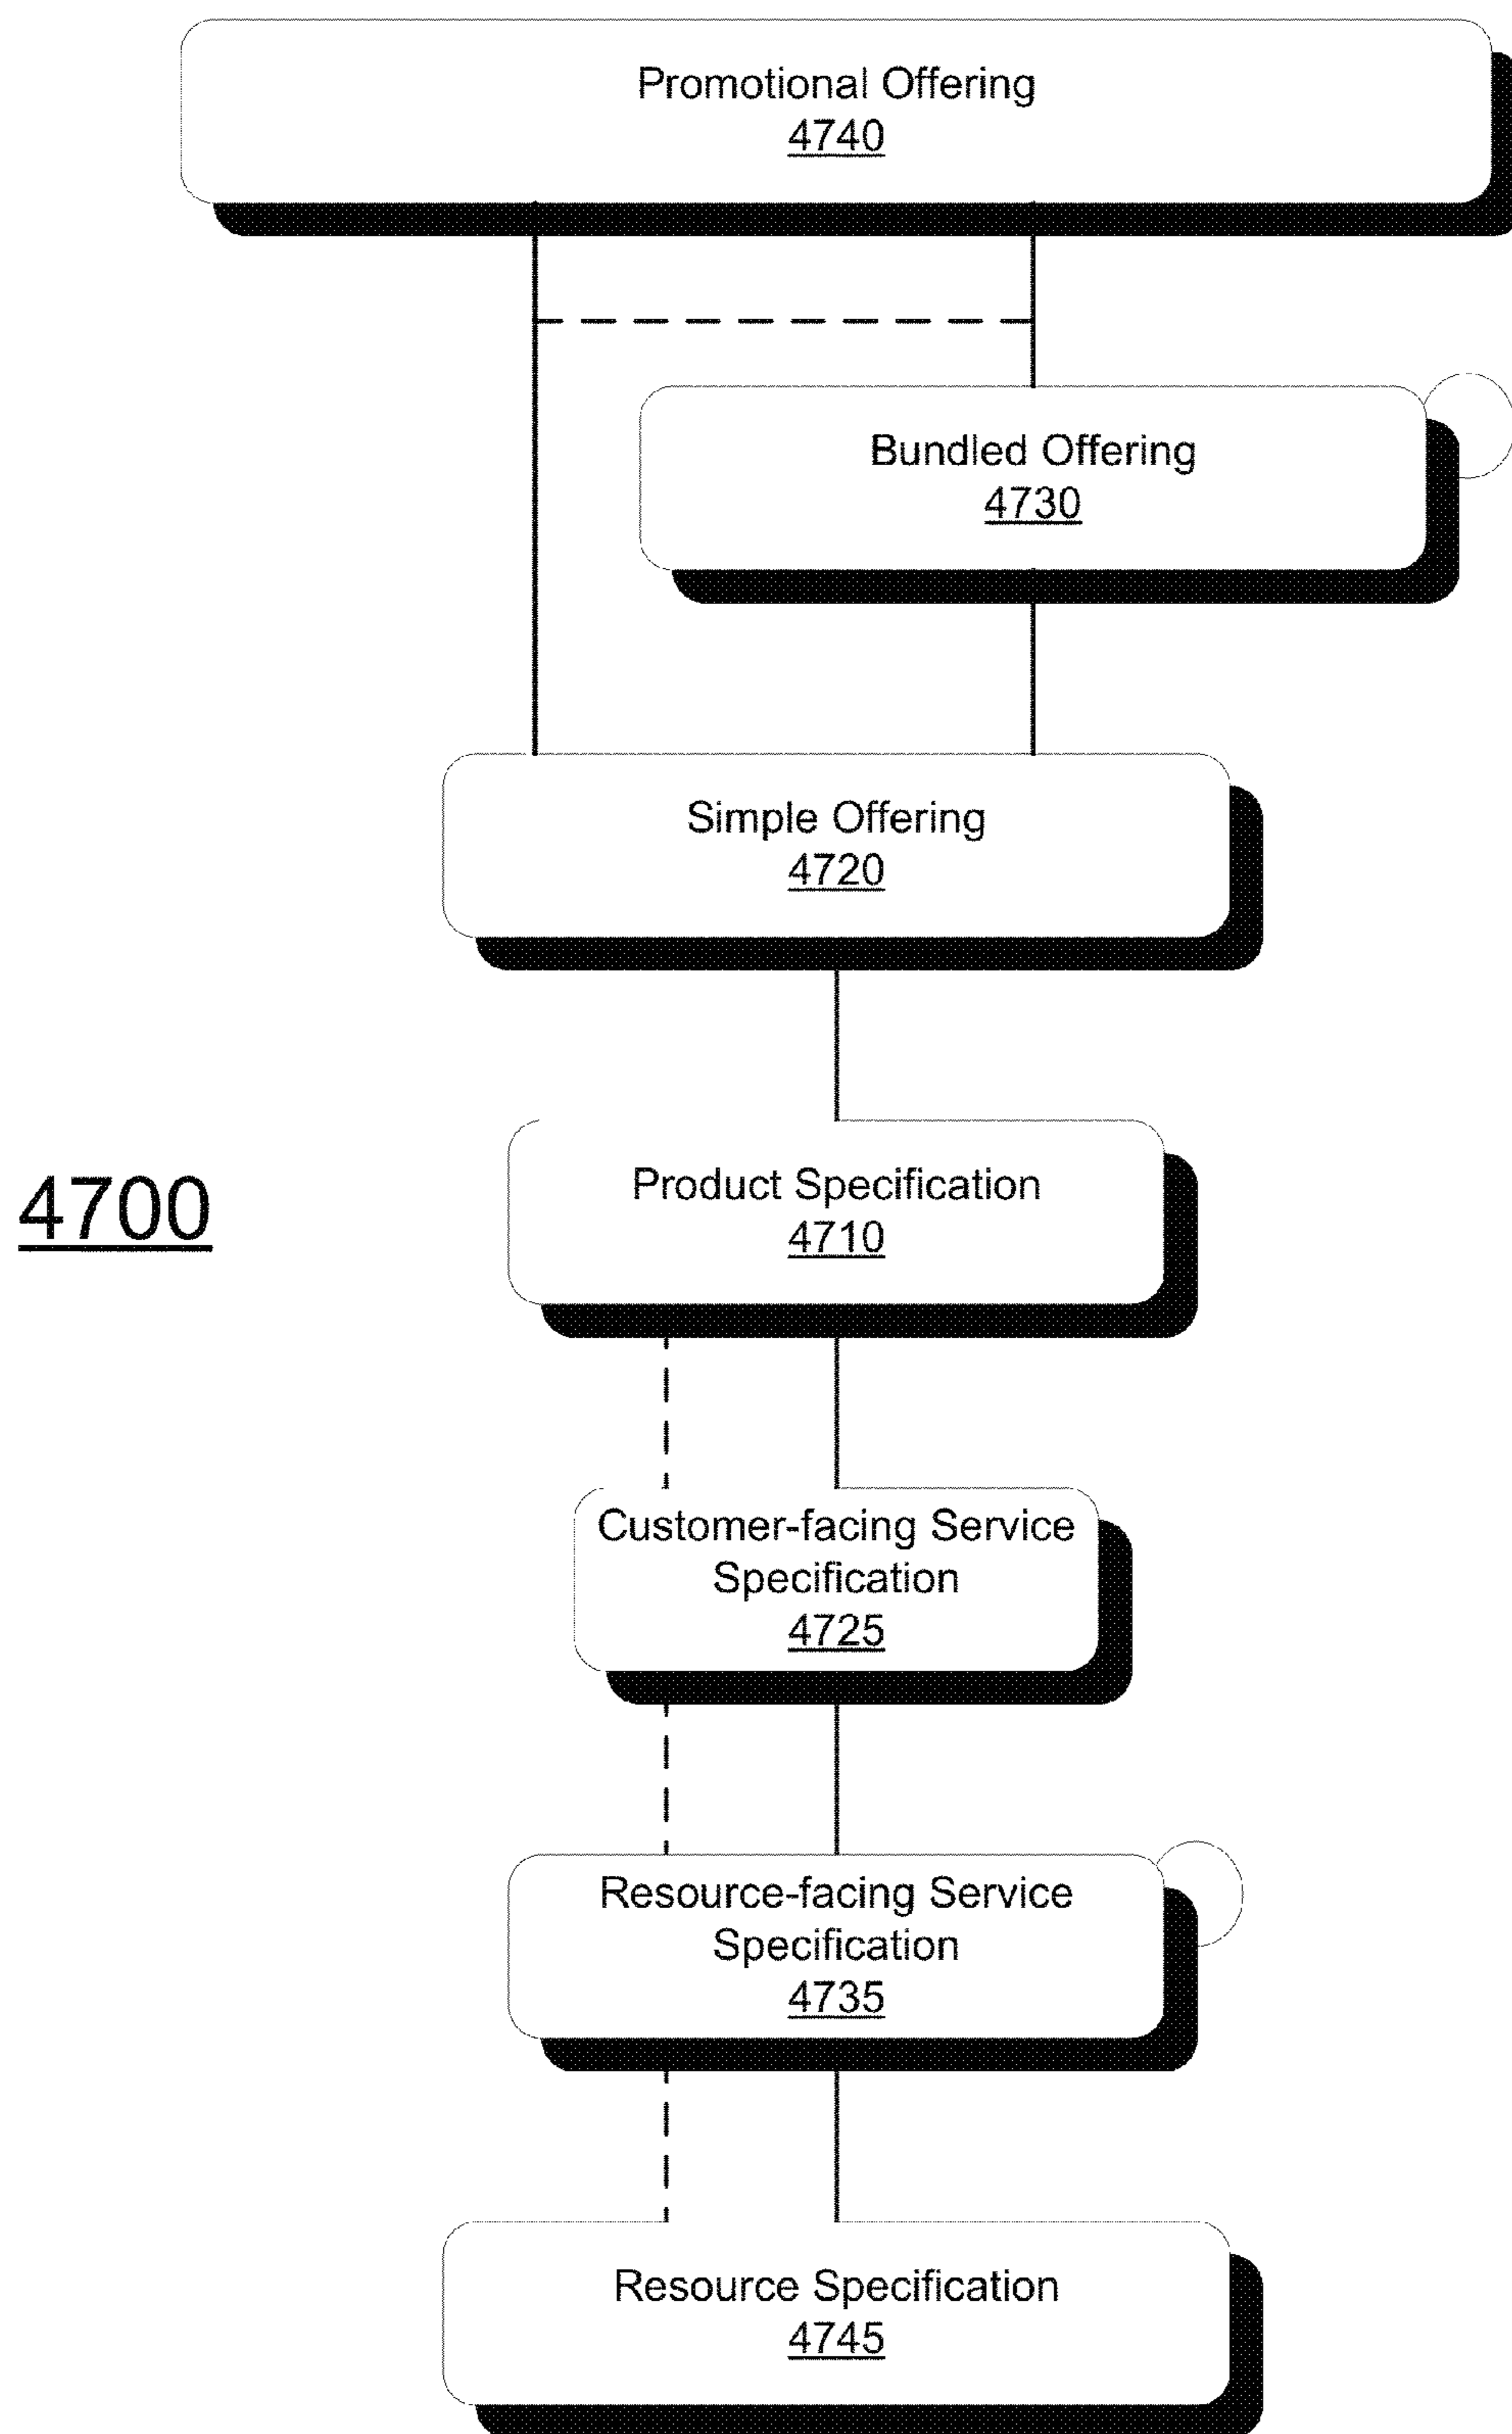 Promotional Offering
4740
Bundled Offering
4730
Simple Offering
4720
4700
Product Specification
4710
Customer-facing Service
Specification
4725
Resource-facing Service
Specification
4735
Resource Specification
4745